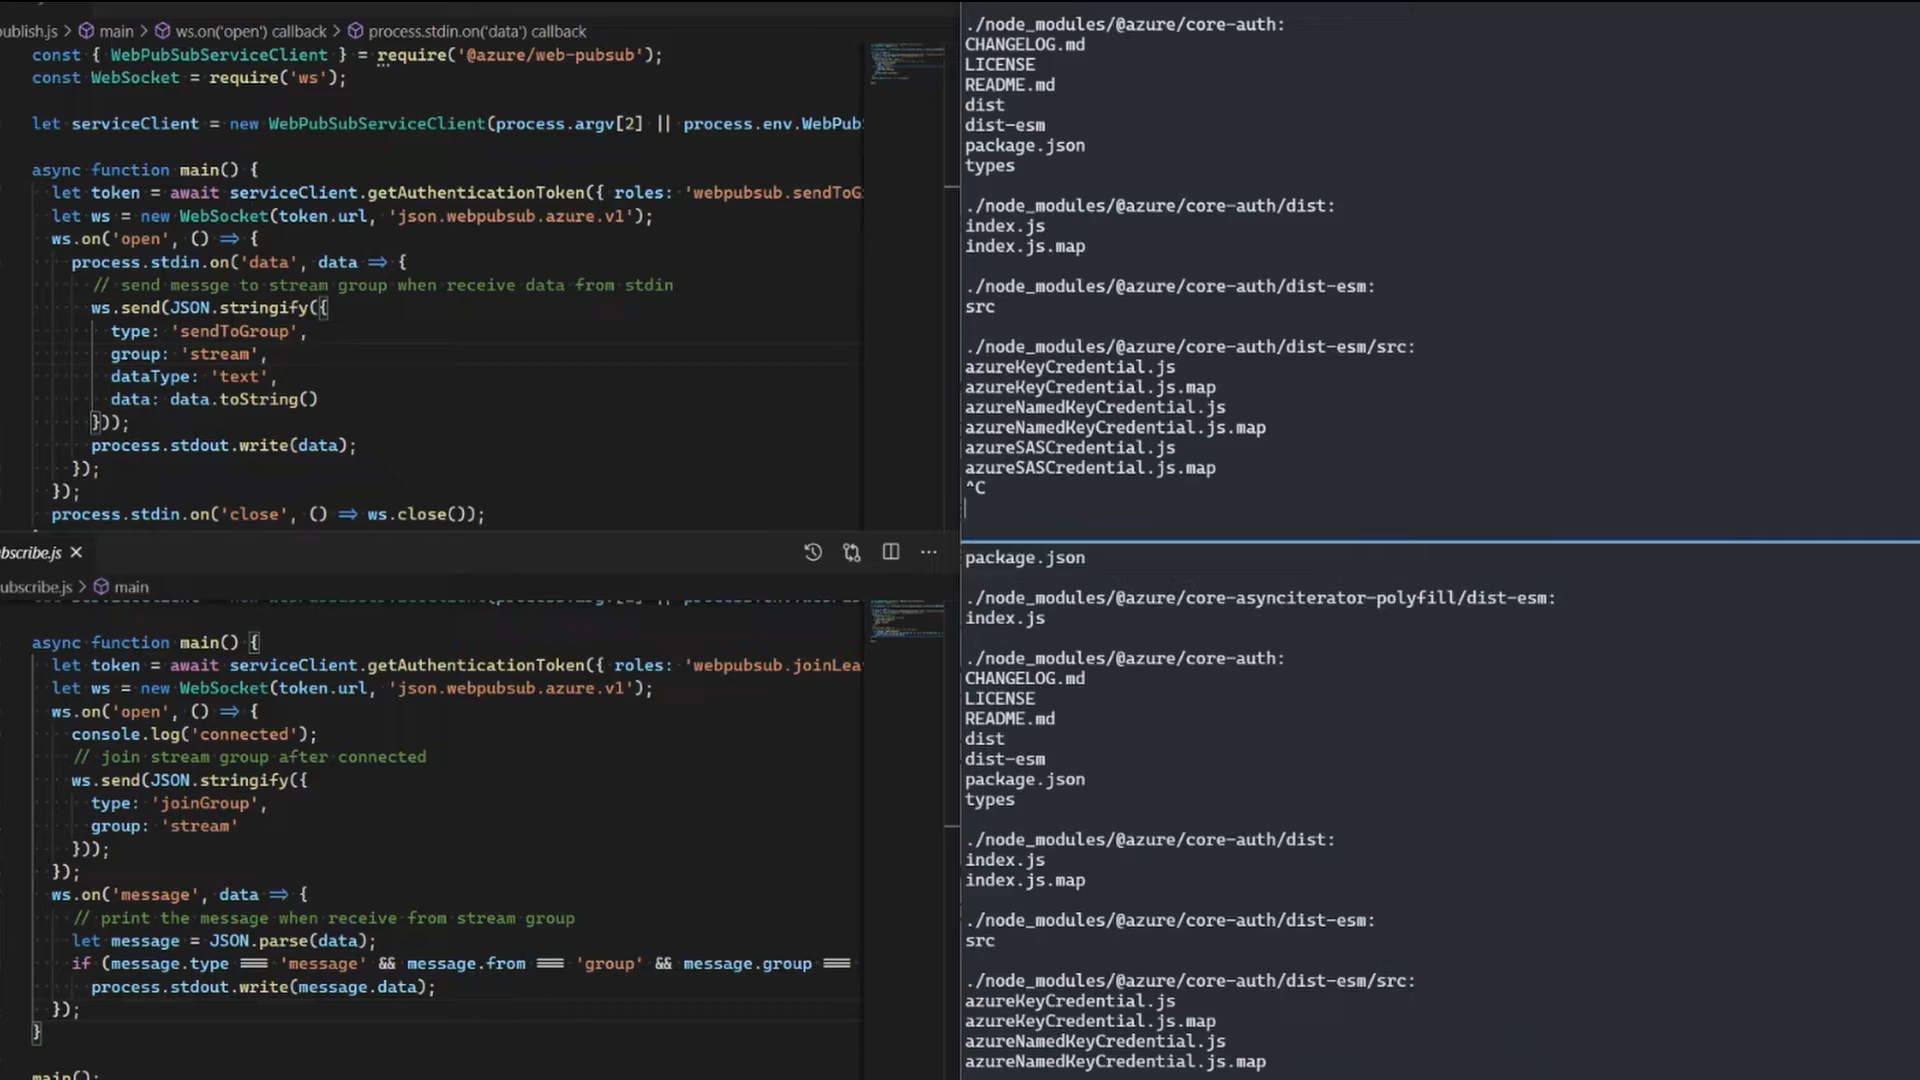 publish.js > main > ws.on('open') callback > process.stdin.on('data') callback
const { WebPubSubServiceClient } = require('@azure/web-pubsub');
const WebSocket = require('ws');
let serviceClient = new WebPubSubServiceClient(process.argv[2] || process.env.WebPubS
async function main() {
let token = await serviceClient.getAuthenticationToken({ roles: 'webpubsub.sendToG
let ws = new WebSocket(token.url, 'json.webpubsub.azure.v1');
ws.on('open', () => {
process.stdin.on('data', data => {
// send messge to stream group when receive data from stdin
ws.send(JSON.stringify({
type: 'sendToGroup',
group: 'stream',
dataType: 'text',
data: data.toString()
}));
process.stdout.write(data);
});
});
process.stdin.on('close', () => ws.close());
bscribe.js
ubscribe.js > main
async function main() {
let token = await serviceClient.getAuthenticationToken({ roles: 'webpubsub.joinLea
let ws = new WebSocket(token.url, 'json.webpubsub.azure.v1');
ws.on('open', () => {
console.log('connected');
// join stream group after connected
ws.send(JSON.stringify({
type: 'joinGroup',
group: 'stream'
}));
});
ws.on('message', data => {
// print the message when receive from stream group
let message = JSON.parse(data);
if (message.type === 'message' && message.from === 'group' && message.group ===
process.stdout.write(message.data);
});
}
main();
./node_modules/@azure/core-auth:
CHANGELOG.md
LICENSE
README.md
dist
dist-esm
package.json
types
./node_modules/@azure/core-auth/dist:
index.js
index.js.map
./node_modules/@azure/core-auth/dist-esm:
src
./node_modules/@azure/core-auth/dist-esm/src:
azureKeyCredential.js
azureKeyCredential.js.map
azureNamedKeyCredential.js
azureNamedKeyCredential.js.map
azureSASCredential.js
azureSASCredential.js.map
^C
package.json
./node_modules/@azure/core-asynciterator-polyfill/dist-esm:
index.js
./node_modules/@azure/core-auth:
CHANGELOG.md
LICENSE
README.md
dist
dist-esm
package.json
types
./node_modules/@azure/core-auth/dist:
index.js
index.js.map
./node_modules/@azure/core-auth/dist-esm:
src
./node_modules/@azure/core-auth/dist-esm/src:
azureKeyCredential.js
azureKeyCredential.js.map
azureNamedKeyCredential.js
azureNamedKeyCredential.js.map